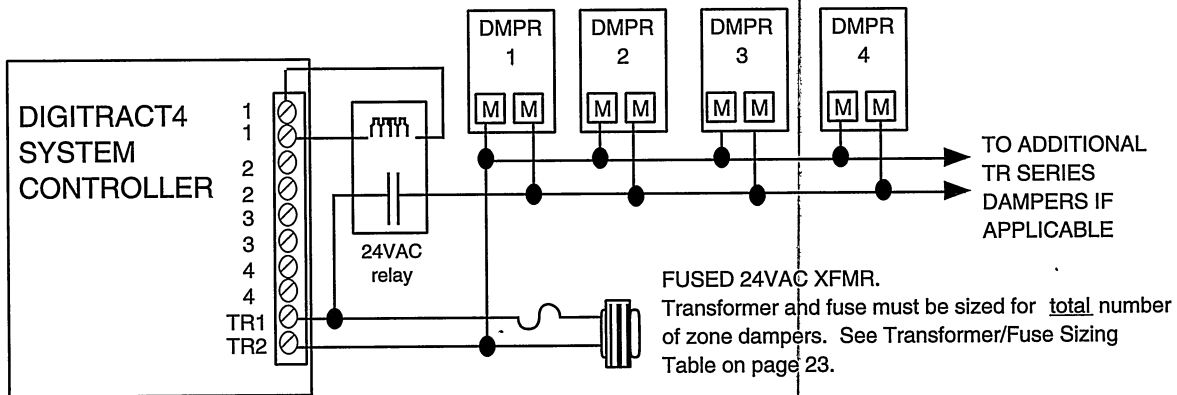 DMPR
1
M M
DMPR
2
M M
DMPR
3
M M
DMPR
4
M M
DIGITRACT4
SYSTEM
CONTROLLER
1
1
2
2
3
3
4
4
TR1
TR2
24VAC
relay
TO ADDITIONAL
TR SERIES
DAMPERS IF
APPLICABLE
FUSED 24VAC XFMR.
Transformer and fuse must be sized for total number
of zone dampers. See Transformer/Fuse Sizing
Table on page 23.